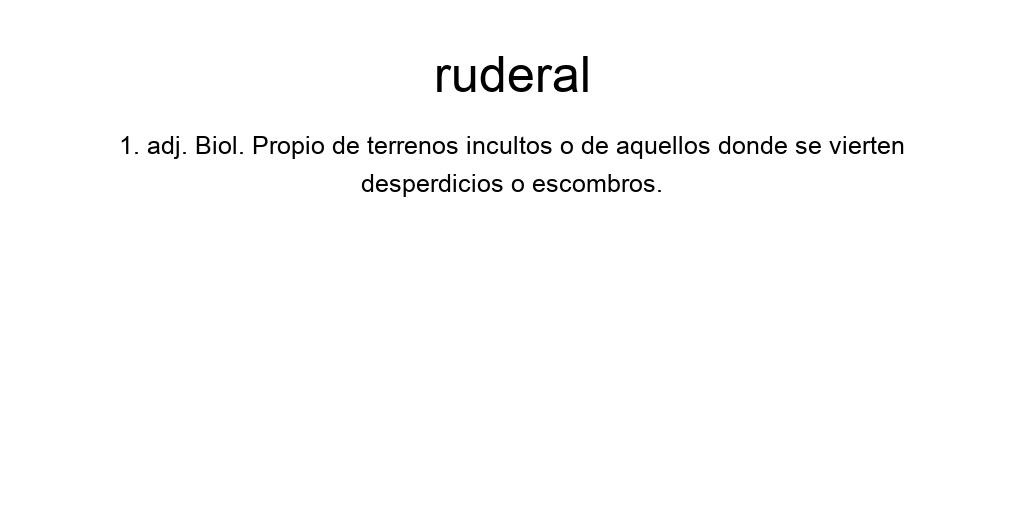 ruderal
1. adj. Biol. Propio de terrenos incultos o de aquellos donde se vierten
desperdicios o escombros.